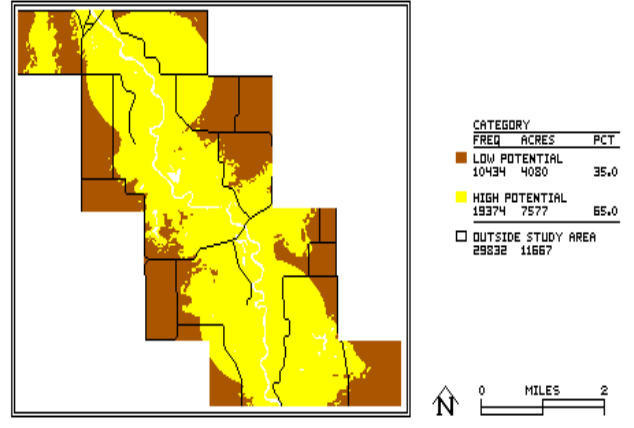 CATEGORY
FREQ ACRES PCT
LOW POTENTIAL
10434 4080 35.0
HIGH POTENTIAL
19374 7577 65.0
OUTSIDE STUDY AREA
29832 11667
N
0 MILES 2